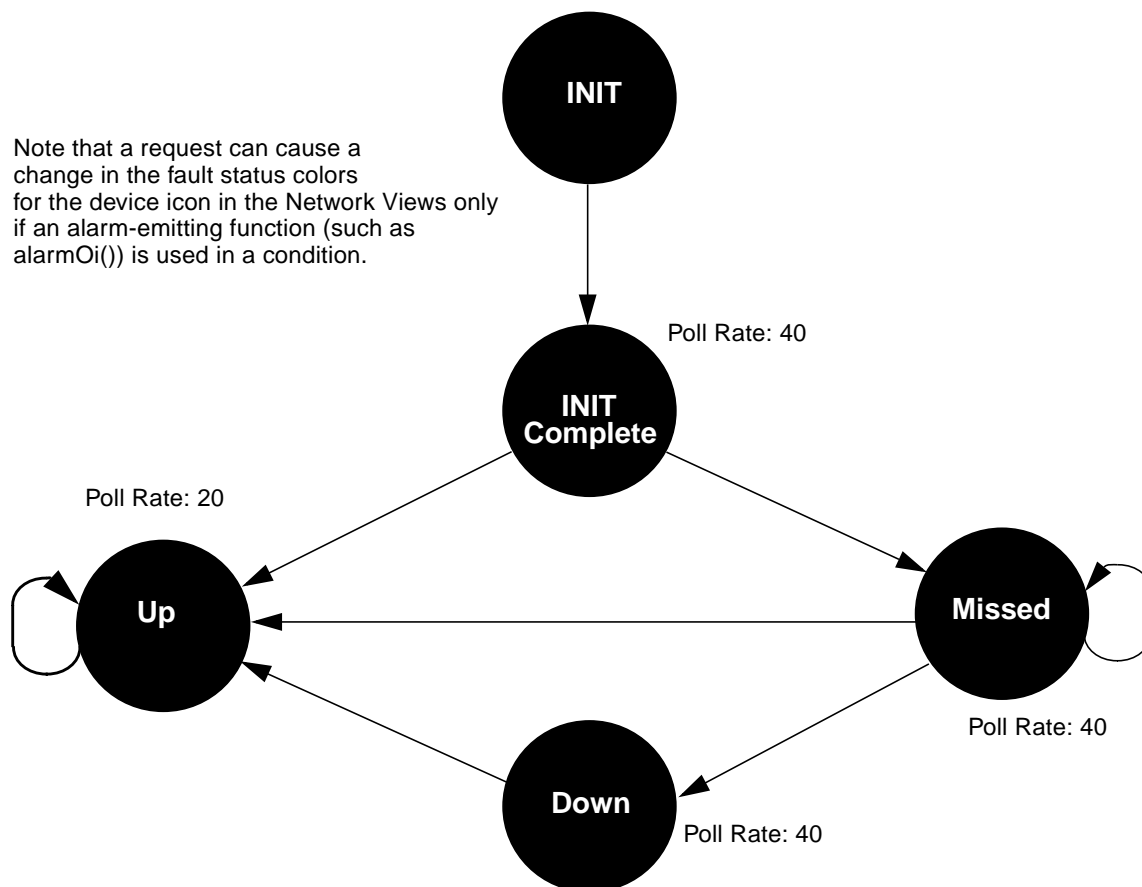 INIT
Note that a request can cause a
change in the fault status colors
for the device icon in the Network Views only
if an alarm-emitting function (such as
alarmOi()) is used in a condition.
Poll Rate: 40
INIT
Complete
Poll Rate: 20
Up
Missed
Poll Rate: 40
Down
Poll Rate: 40